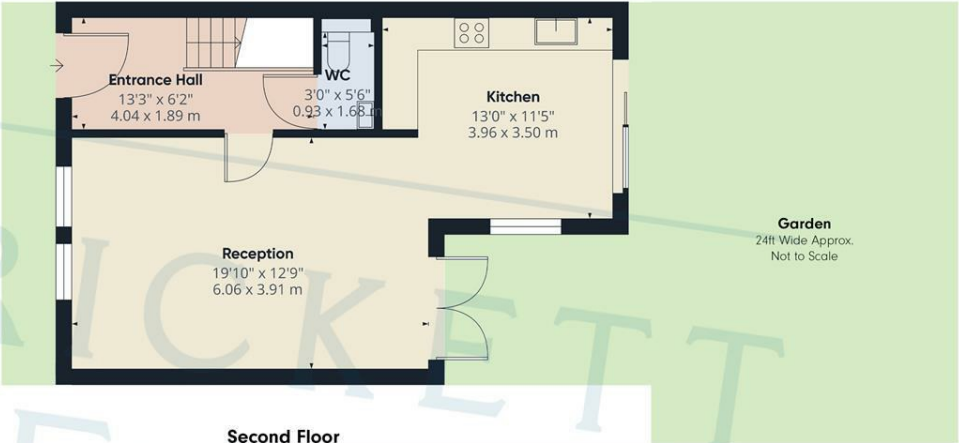 Entrance Hall
13'3" x 6'2"
4.04 x 1.89 m
WC
3'0" x 5'6"
0.93 x 1.68 m
Kitchen
13'0" x 11'5"
3.96 x 3.50 m
Reception
19'10" x 12'9"
6.06 x 3.91 m
Garden
24ft Wide Approx.
Not to Scale
RICKETT
Second Floor